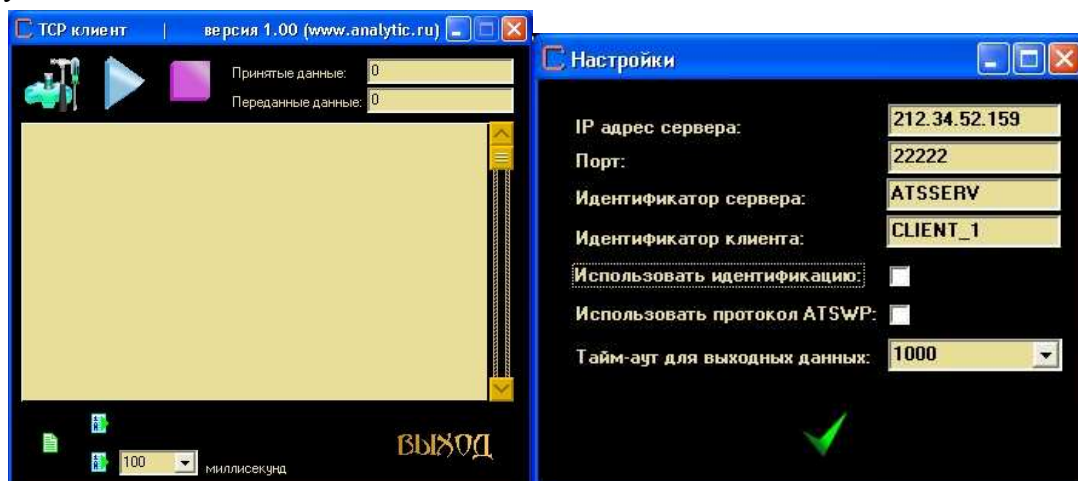 TCP клиент | версия 1.00 (www.analytic.ru)
Принятые данные: 0
Переданные данные: 0
100 миллисекунд
ВЫХОД
Настройки
IP адрес сервера: 212.34.52.159
Порт: 22222
Идентификатор сервера: ATSSERV
Идентификатор клиента: CLIENT_1
Использовать идентификацию:
Использовать протокол ATSWP:
Тайм-аут для выходных данных: 1000